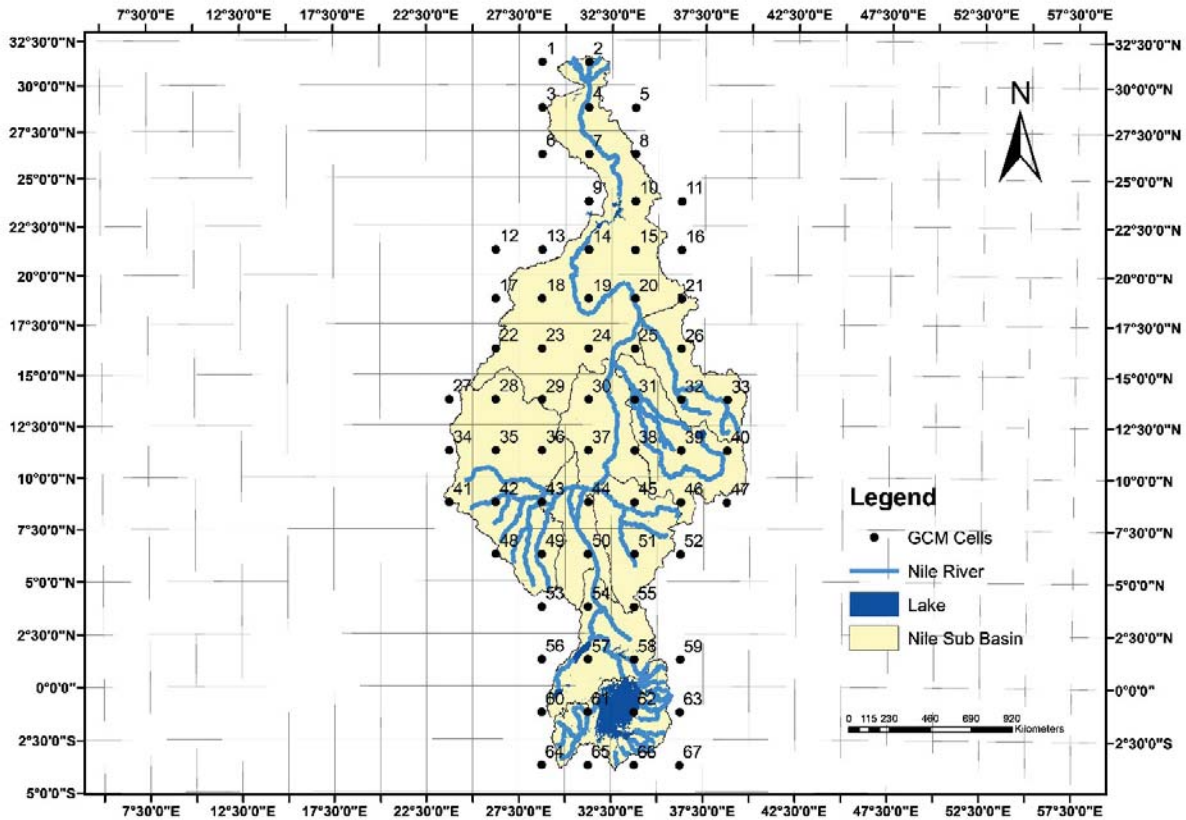 7°30'0"E 12°30'0"E 17°30'0"E 22°30'0"E 27°30'0"E 32°30'0"E 37°30'0"E 42°30'0"E 47°30'0"E 52°30'0"E 57°30'0"E
32°30'0"N 32°30'0"N
1 2
30°0'0"N 30°0'0"N
N
3 4 5
27°30'0"N 27°30'0"N
6 7 8
25°0'0"N 25°0'0"N
9 10 11
22°30'0"N 22°30'0"N
12 13 14 15 16
20°0'0"N 20°0'0"N
17 18 19 20 21
17°30'0"N 17°30'0"N
22 23 24 25 26
15°0'0"N 15°0'0"N
27 28 29 30 31 32 33
12°30'0"N 12°30'0"N
34 35 36 37 38 39 40
10°0'0"N 10°0'0"N
41 42 43 44 45 46 47
7°30'0"N 7°30'0"N
48 49 50 51 52
5°0'0"N 5°0'0"N
53 54 55
2°30'0"N 2°30'0"N
56 57 58 59
0°0'0" 0°0'0"
60 61 62 63
2°30'0"S 2°30'0"S
64 65 66 67
5°0'0"S
Legend
GCM Cells
Nile River
Lake
Nile Sub Basin
0 115 230 460 690 920
Kilometers
7°30'0"E 12°30'0"E 17°30'0"E 22°30'0"E 27°30'0"E 32°30'0"E 37°30'0"E 42°30'0"E 47°30'0"E 52°30'0"E 57°30'0"E